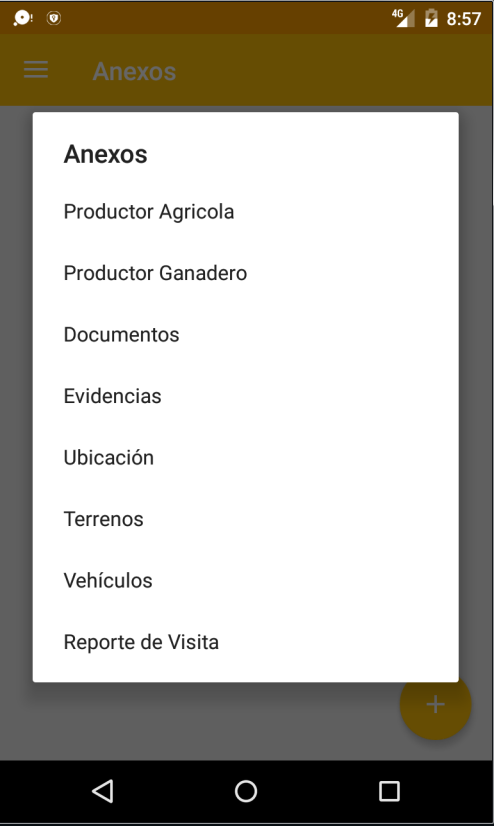 4G 8:57
Anexos
Anexos
Productor Agricola
Productor Ganadero
Documentos
Evidencias
Ubicación
Terrenos
Vehículos
Reporte de Visita
+